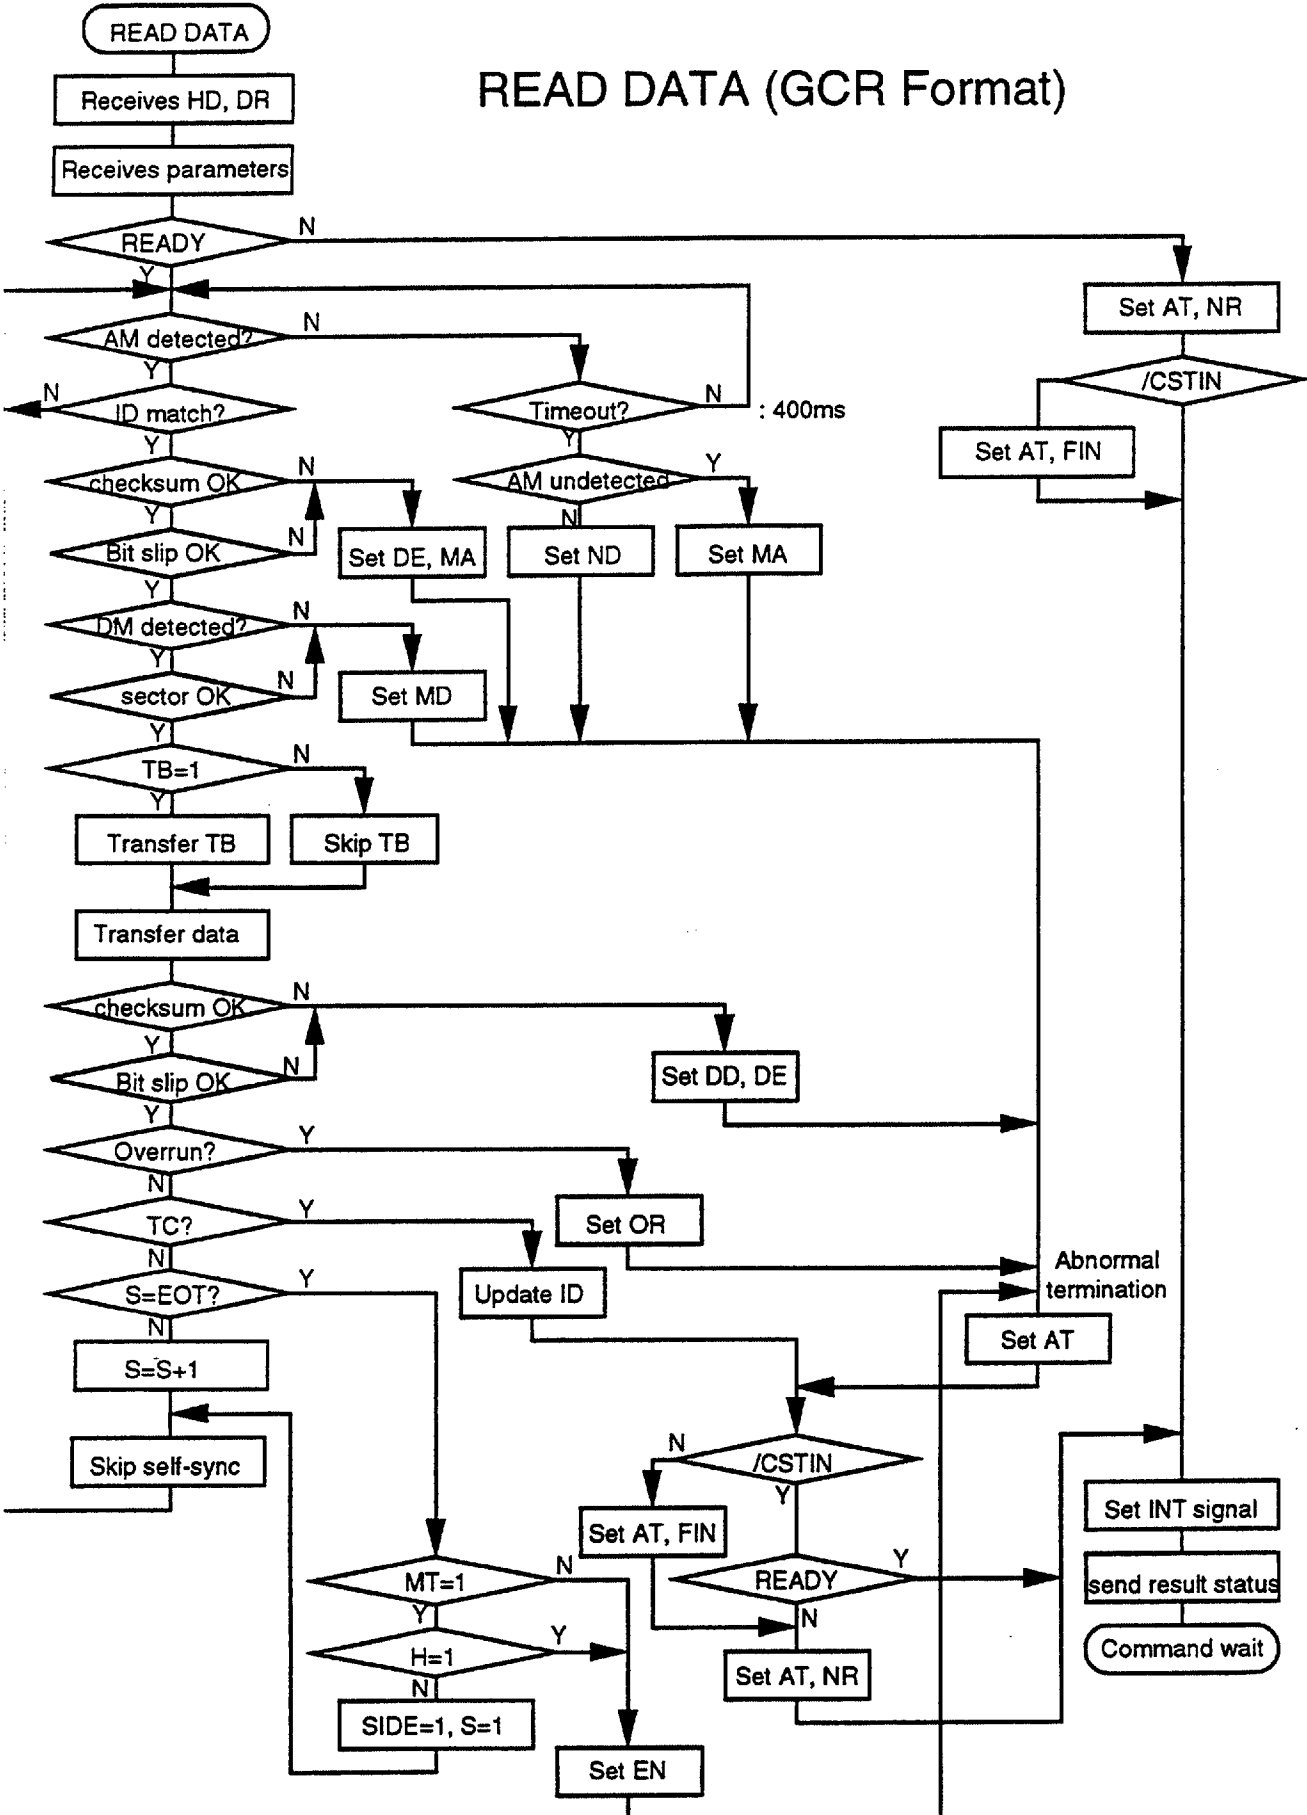 READ DATA
READ DATA (GCR Format)
Receives HD, DR
Receives parameters
READY
N
Y
Set AT, NR
AM detected?
N
Y
/CSTIN
N
ID match?
Timeout?
N
: 400ms
Y
Y
Set AT, FIN
checksum OK
N
AM undetected
Y
Y
N
Bit slip OK
N
Set DE, MA
Set ND
Set MA
Y
DM detected?
N
Y
sector OK
N
Set MD
Y
TB=1
N
Y
Transfer TB
Skip TB
Transfer data
checksum OK
N
Y
Bit slip OK
N
Set DD, DE
Y
Overrun?
Y
N
TC?
Y
Set OR
N
Abnormal
termination
S=EOT?
Y
Update ID
N
Set AT
S=S+1
N
/CSTIN
Skip self-sync
Y
Set INT signal
Set AT, FIN
MT=1
N
READY
Y
send result status
Y
N
H=1
Y
Command wait
N
Set AT, NR
SIDE=1, S=1
Set EN